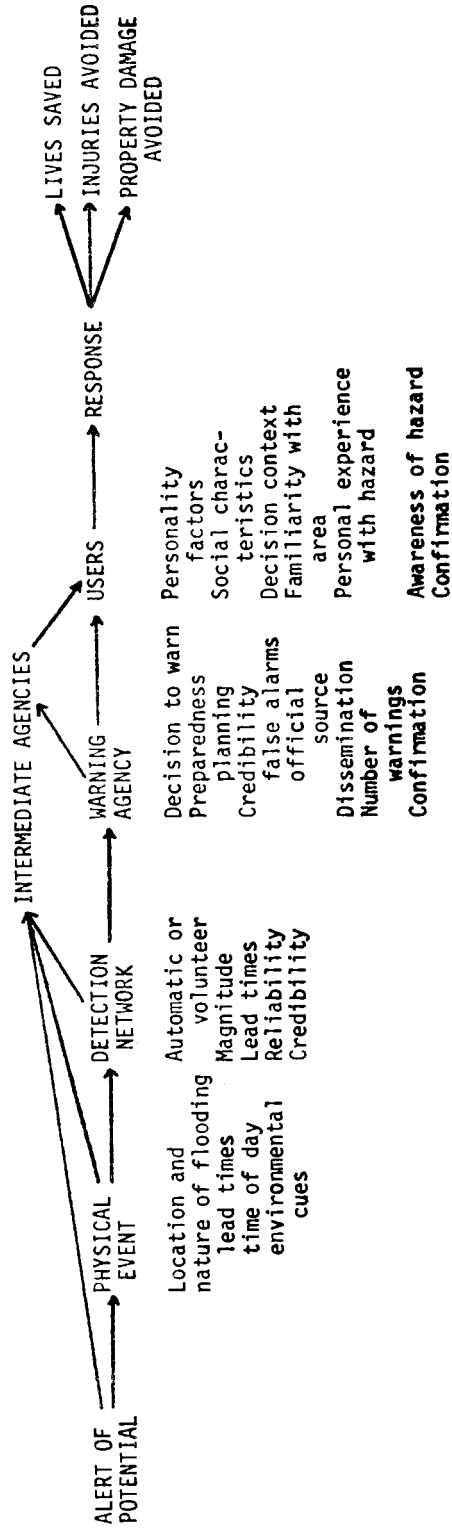 INTERMEDIATE AGENCIES
ALERT OF
POTENTIAL
PHYSICAL
EVENT
Location and
nature of flooding
lead times
time of day
environmental
cues
DETECTION
NETWORK
Automatic or
volunteer
Magnitude
Lead times
Reliability
Credibility
WARNING
AGENCY
Decision to warn
Preparedness
planning
Credibility
false alarms
official
source
Dissemination
Number of
warnings
Confirmation
USERS
Personality
factors
Social charac-
teristics
Decision context
Familiarity with
area
Personal experience
with hazard
Awareness of hazard
Confirmation
RESPONSE
LIVES SAVED
INJURIES AVOIDED
PROPERTY DAMAGE
AVOIDED